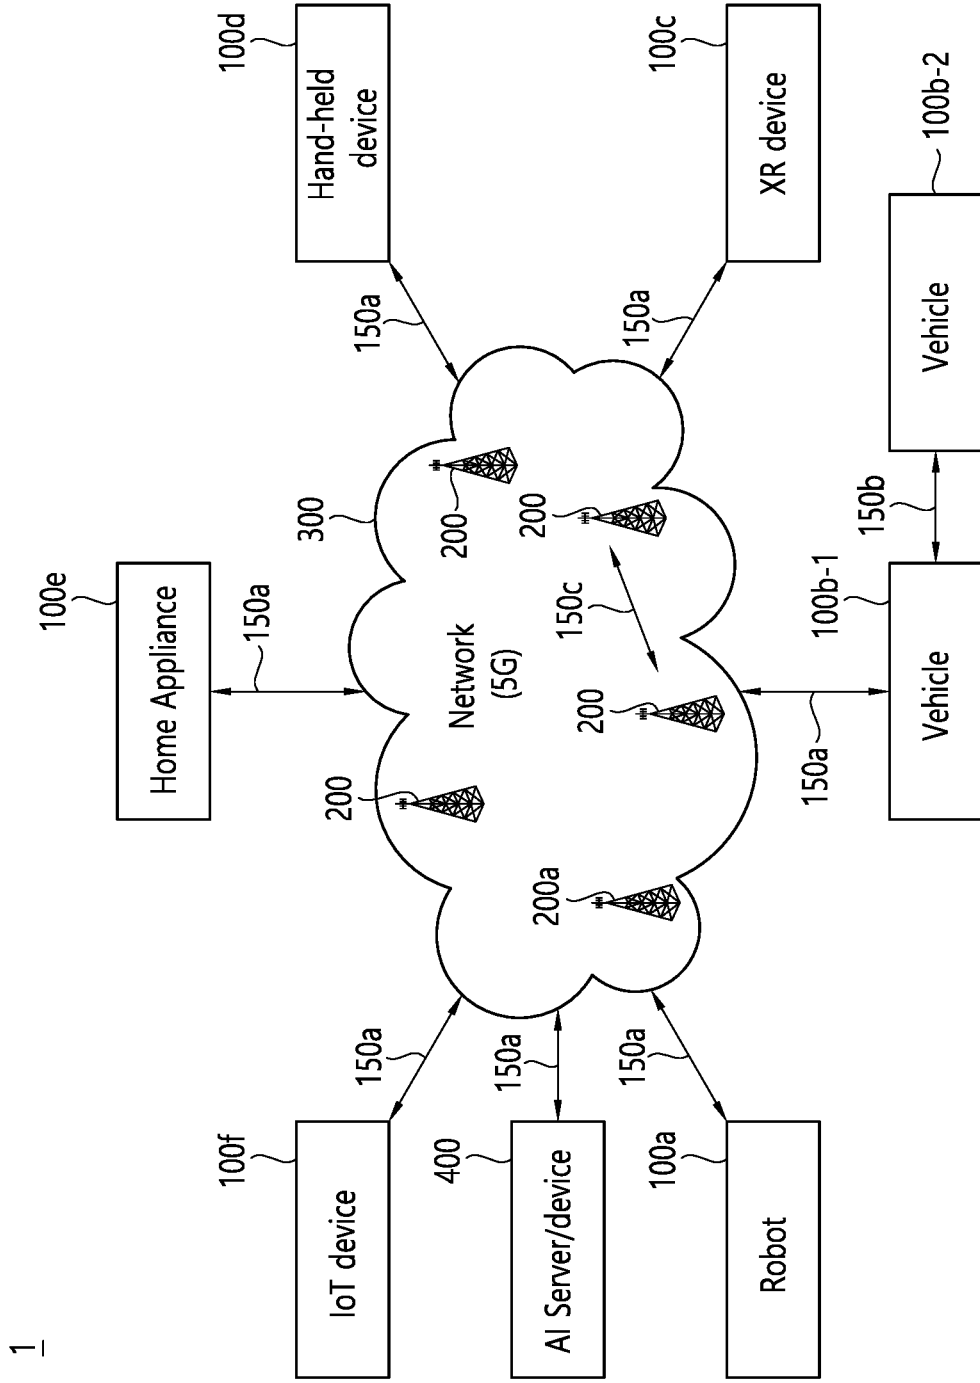 1
100e
Home Appliance
150a
100f
IoT device
150a
300
100d
Hand-held
device
150a
200
200
Network
(5G)
400
AI Server/device
150a
200a
200
200
150c
100a
Robot
150a
150a
100c
XR device
150a
100b-1
Vehicle
150b
100b-2
Vehicle